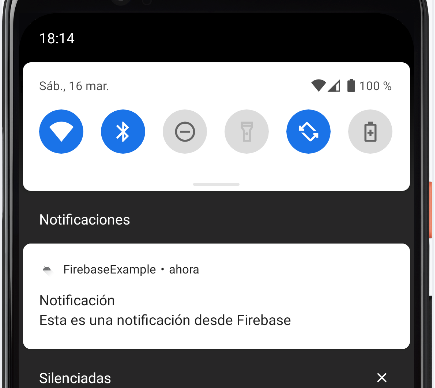 18:14
Sáb., 16 mar.
100 %
Notificaciones
FirebaseExample • ahora
Notificación
Esta es una notificación desde Firebase
Silenciadas